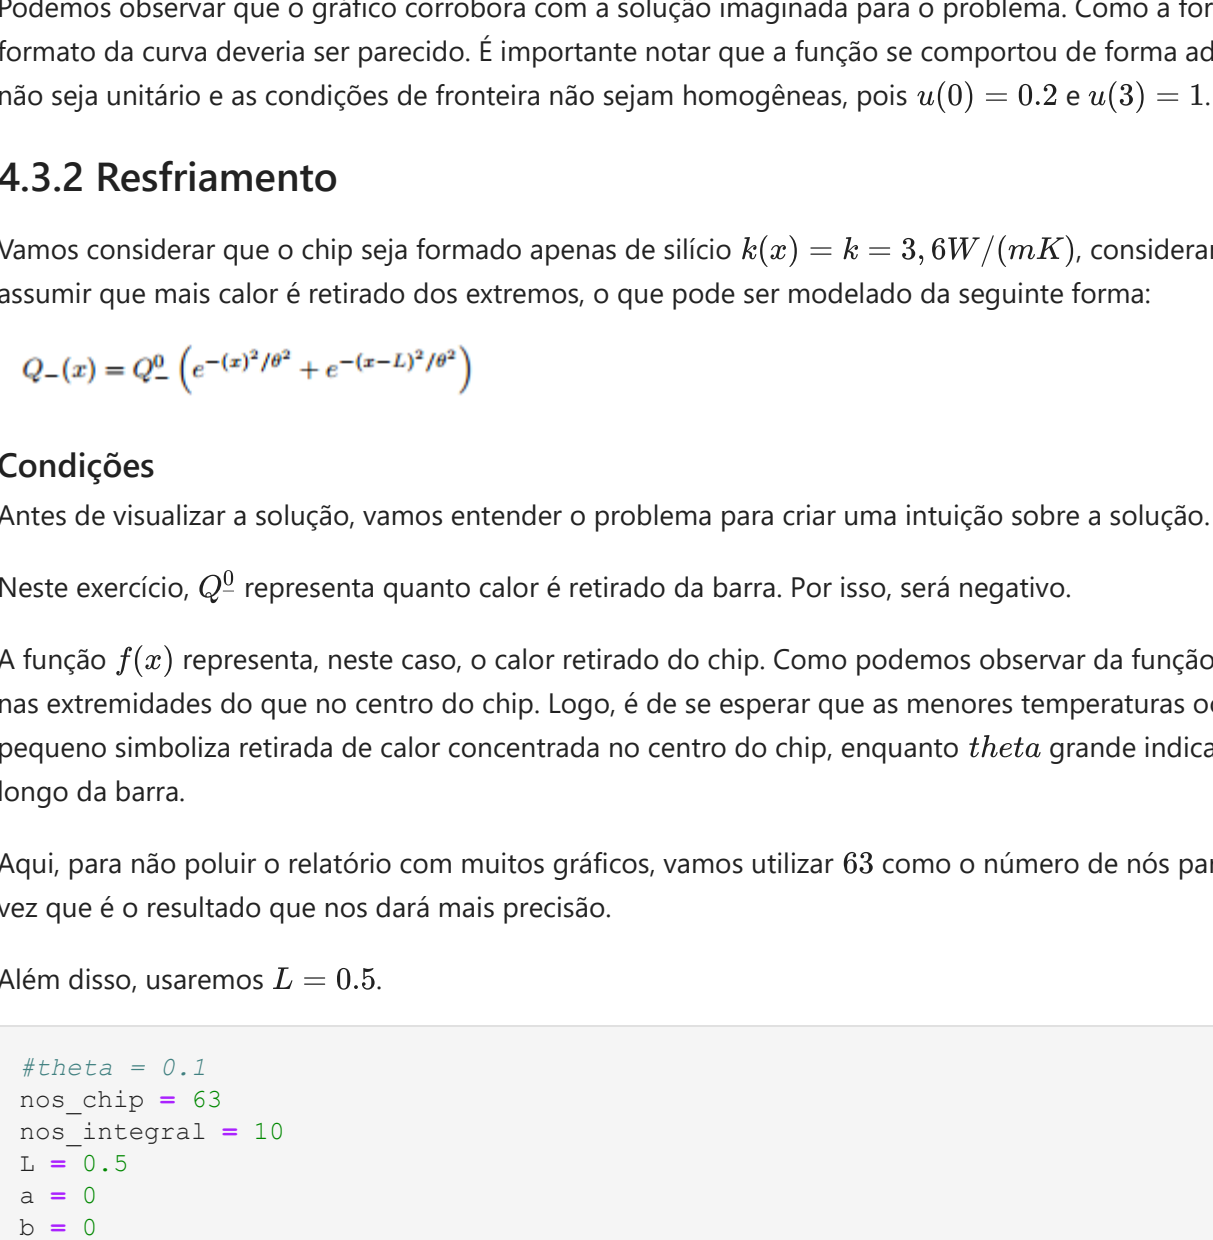 Podemos observar que o gráfico corrobora com a solução imaginada para o problema. Como a for
formato da curva deveria ser parecido. É importante notar que a função se comportou de forma ad
não seja unitário e as condições de fronteira não sejam homogêneas, pois u(0) = 0.2 e u(3) = 1.
4.3.2 Resfriamento
Vamos considerar que o chip seja formado apenas de silício k(x) = k = 3, 6W/(mK), consideran
assumir que mais calor é retirado dos extremos, o que pode ser modelado da seguinte forma:
Q_−(x) = Q_−^0 (e^{−(x)^2/θ^2} + e^{−(x−L)^2/θ^2})
Condições
Antes de visualizar a solução, vamos entender o problema para criar uma intuição sobre a solução.
Neste exercício, Q_−^0 representa quanto calor é retirado da barra. Por isso, será negativo.
A função f(x) representa, neste caso, o calor retirado do chip. Como podemos observar da função
nas extremidades do que no centro do chip. Logo, é de se esperar que as menores temperaturas oc
pequeno simboliza retirada de calor concentrada no centro do chip, enquanto theta grande indica
longo da barra.
Aqui, para não poluir o relatório com muitos gráficos, vamos utilizar 63 como o número de nós par
vez que é o resultado que nos dará mais precisão.
Além disso, usaremos L = 0.5.
#theta = 0.1
nos_chip = 63
nos_integral = 10
L = 0.5
a = 0
b = 0